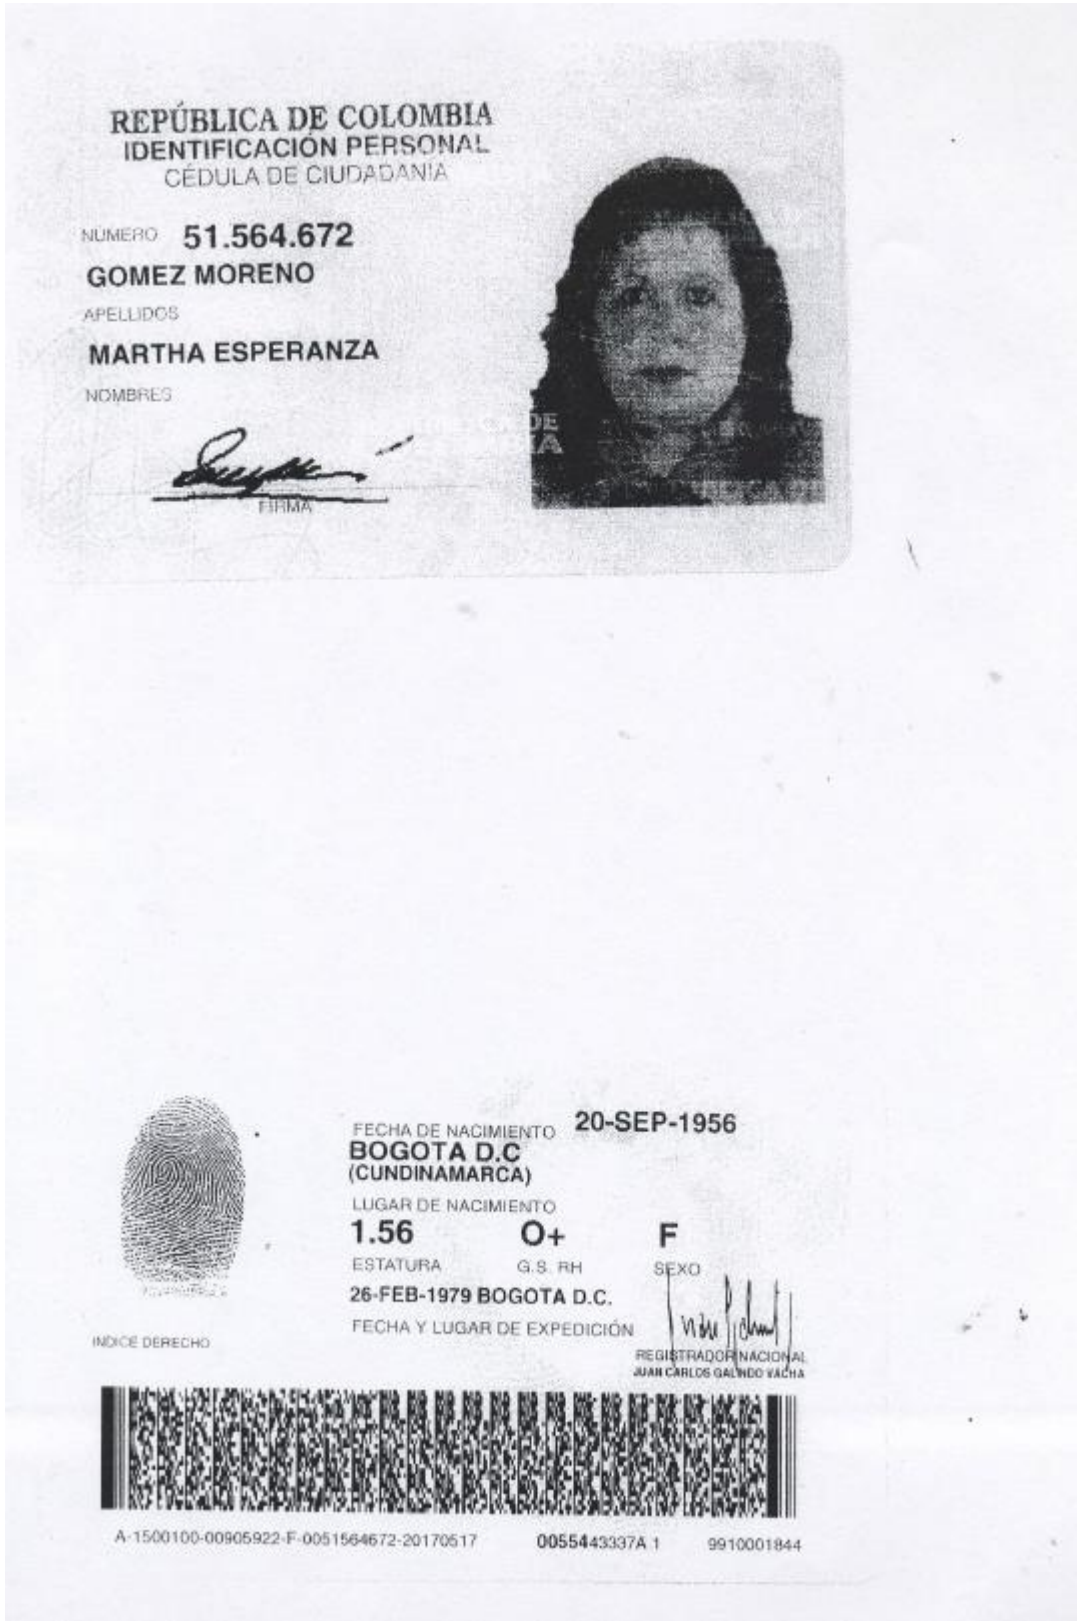 REPÚBLICA DE COLOMBIA
IDENTIFICACIÓN PERSONAL
CÉDULA DE CIUDADANIA
NUMERO 51.564.672
GOMEZ MORENO
APELLIDOS
MARTHA ESPERANZA
NOMBRES
FIRMA
FECHA DE NACIMIENTO 20-SEP-1956
BOGOTA D.C
(CUNDINAMARCA)
LUGAR DE NACIMIENTO
1.56 O+ F
ESTATURA G.S. RH SEXO
26-FEB-1979 BOGOTA D.C.
FECHA Y LUGAR DE EXPEDICIÓN
INDICE DERECHO
REGISTRADOR NACIONAL
JUAN CARLOS GALINDO VACHA
A-1500100-00905922-F-0051564672-20170517 0055443337A 1 9910001844